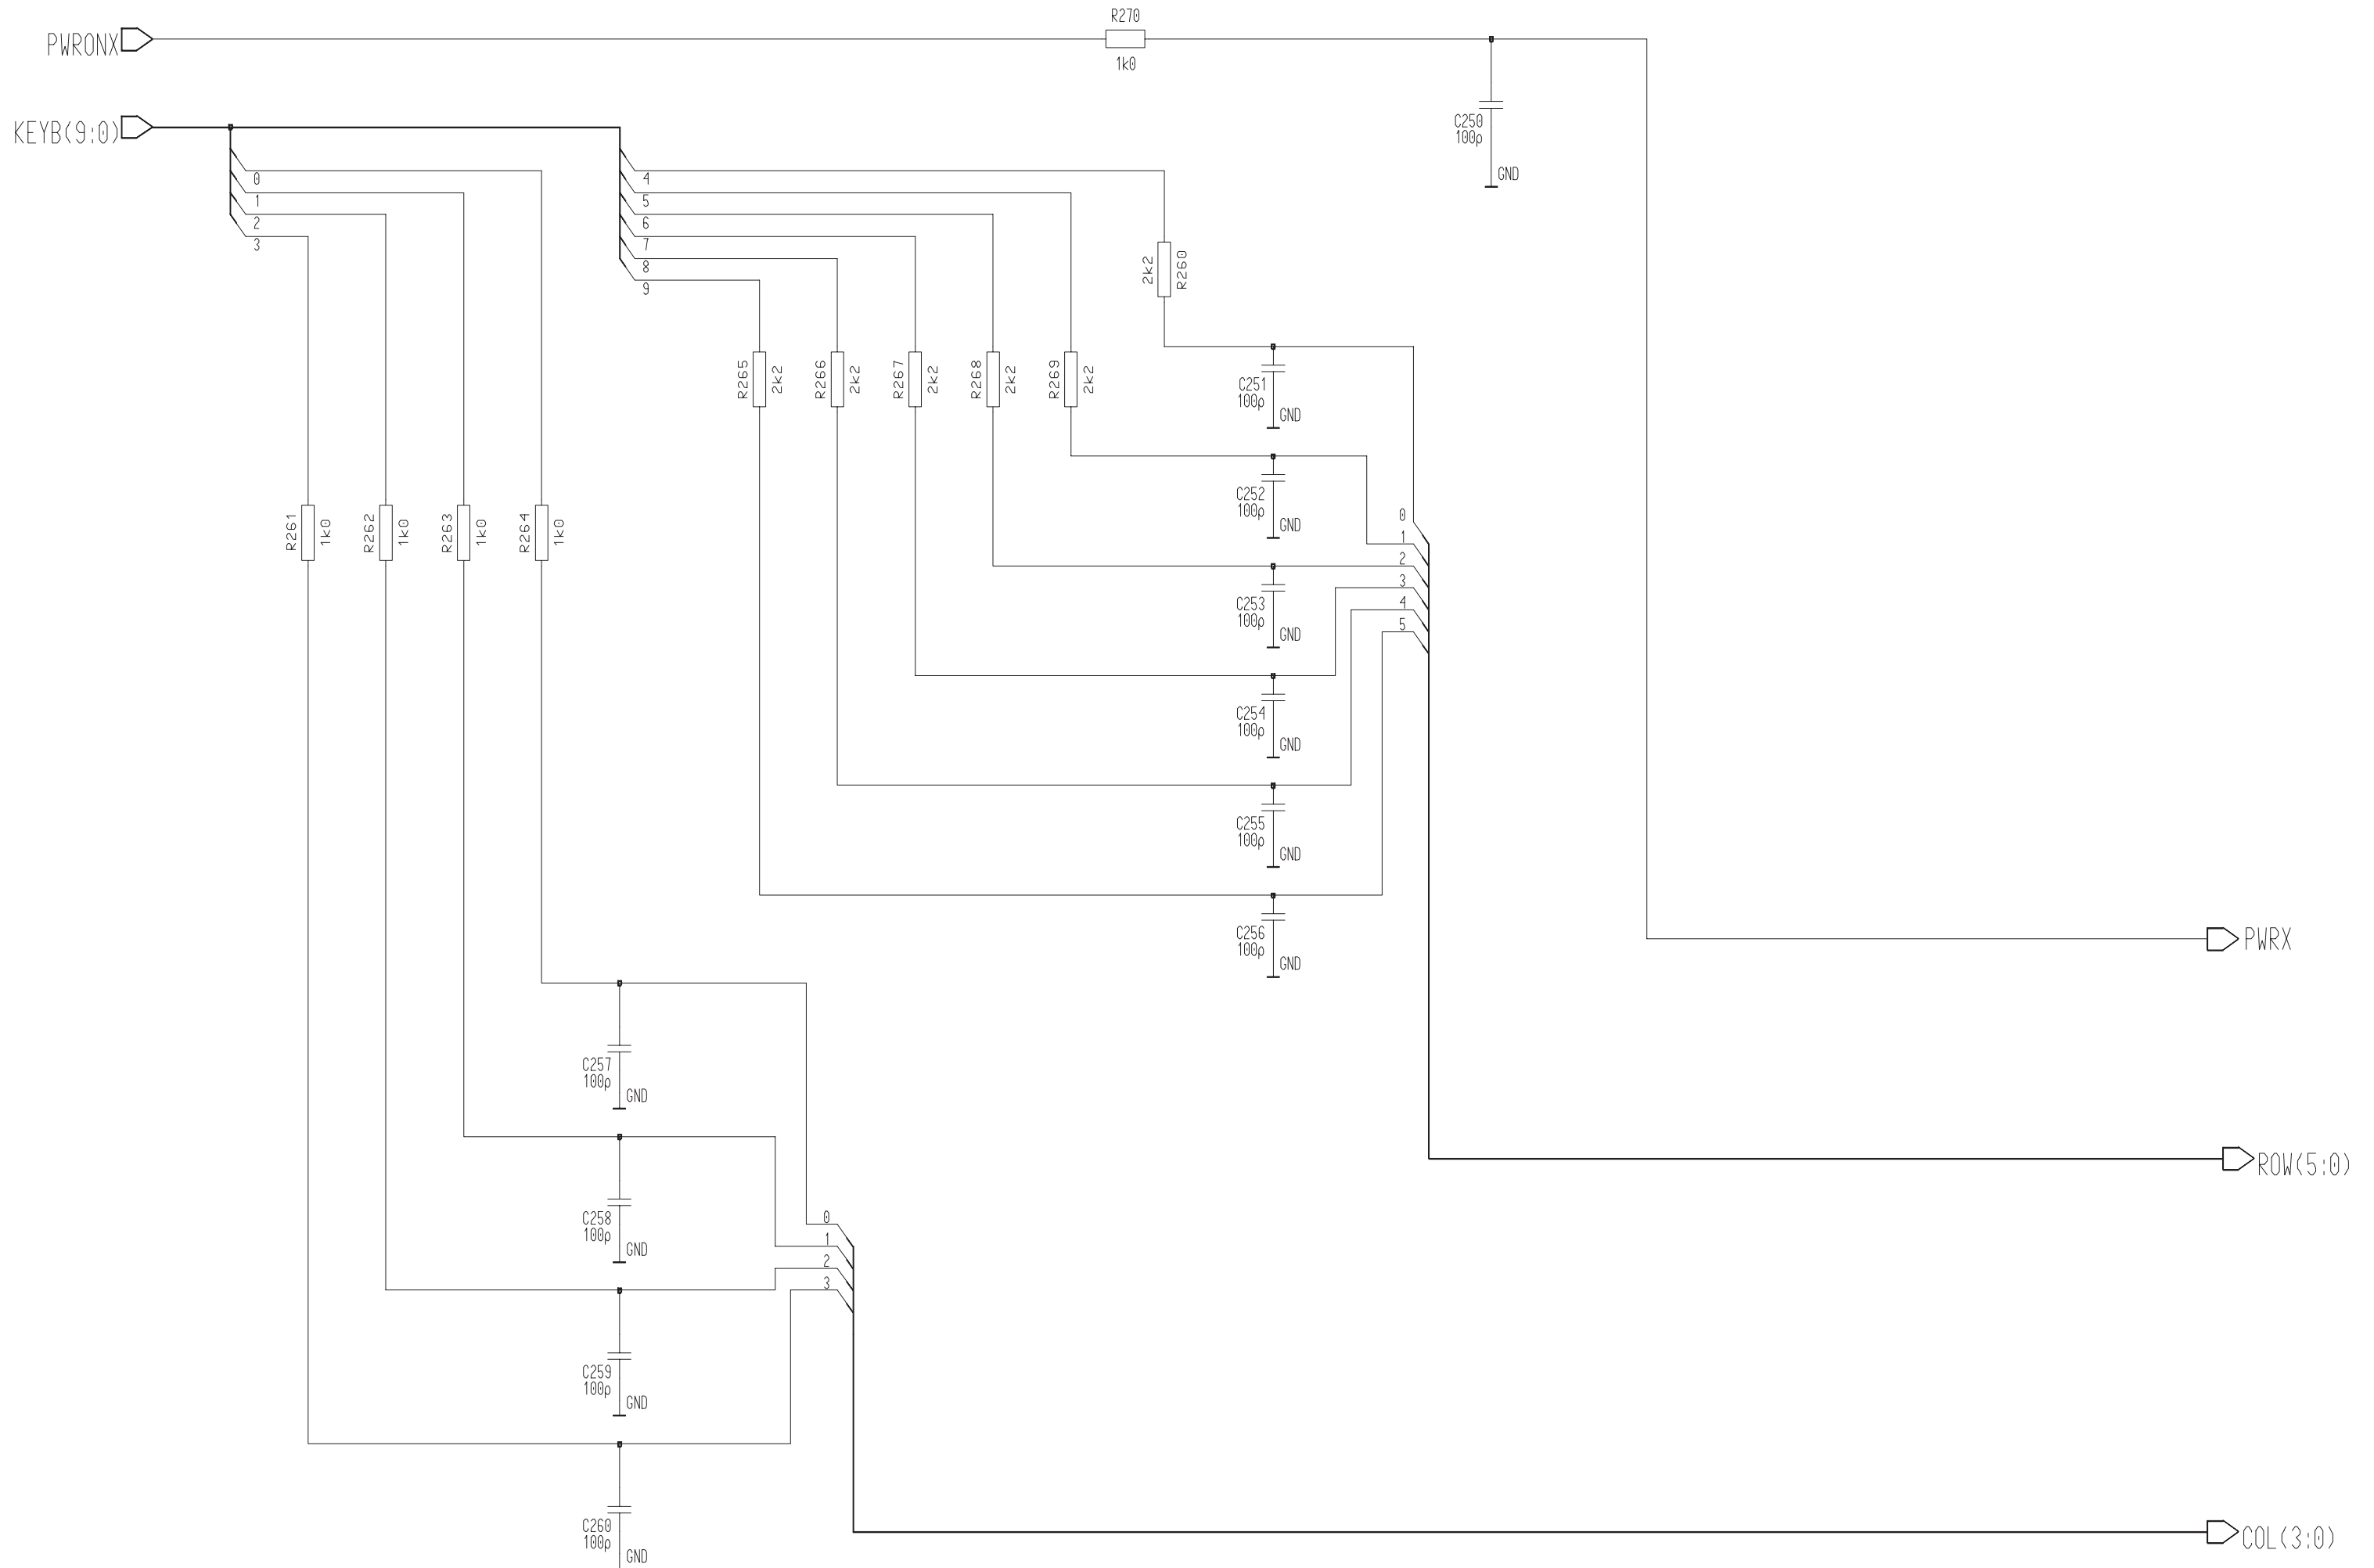 R270
PWRONX
1k0
C250
100p
GND
KEYB(9:0)
0
1
2
3
4
5
6
7
8
9
2k2
R260
R265
2k2
R266
2k2
R267
2k2
R268
2k2
R269
2k2
C251
100p
GND
C252
100p
GND
R261
1k0
R262
1k0
R263
1k0
R264
1k0
0
1
2
3
4
5
C253
100p
GND
C254
100p
GND
C255
100p
GND
C256
100p
GND
PWRX
C257
100p
GND
ROW(5:0)
C258
100p
GND
0
1
2
3
C259
100p
GND
C260
100p
GND
COL(3:0)